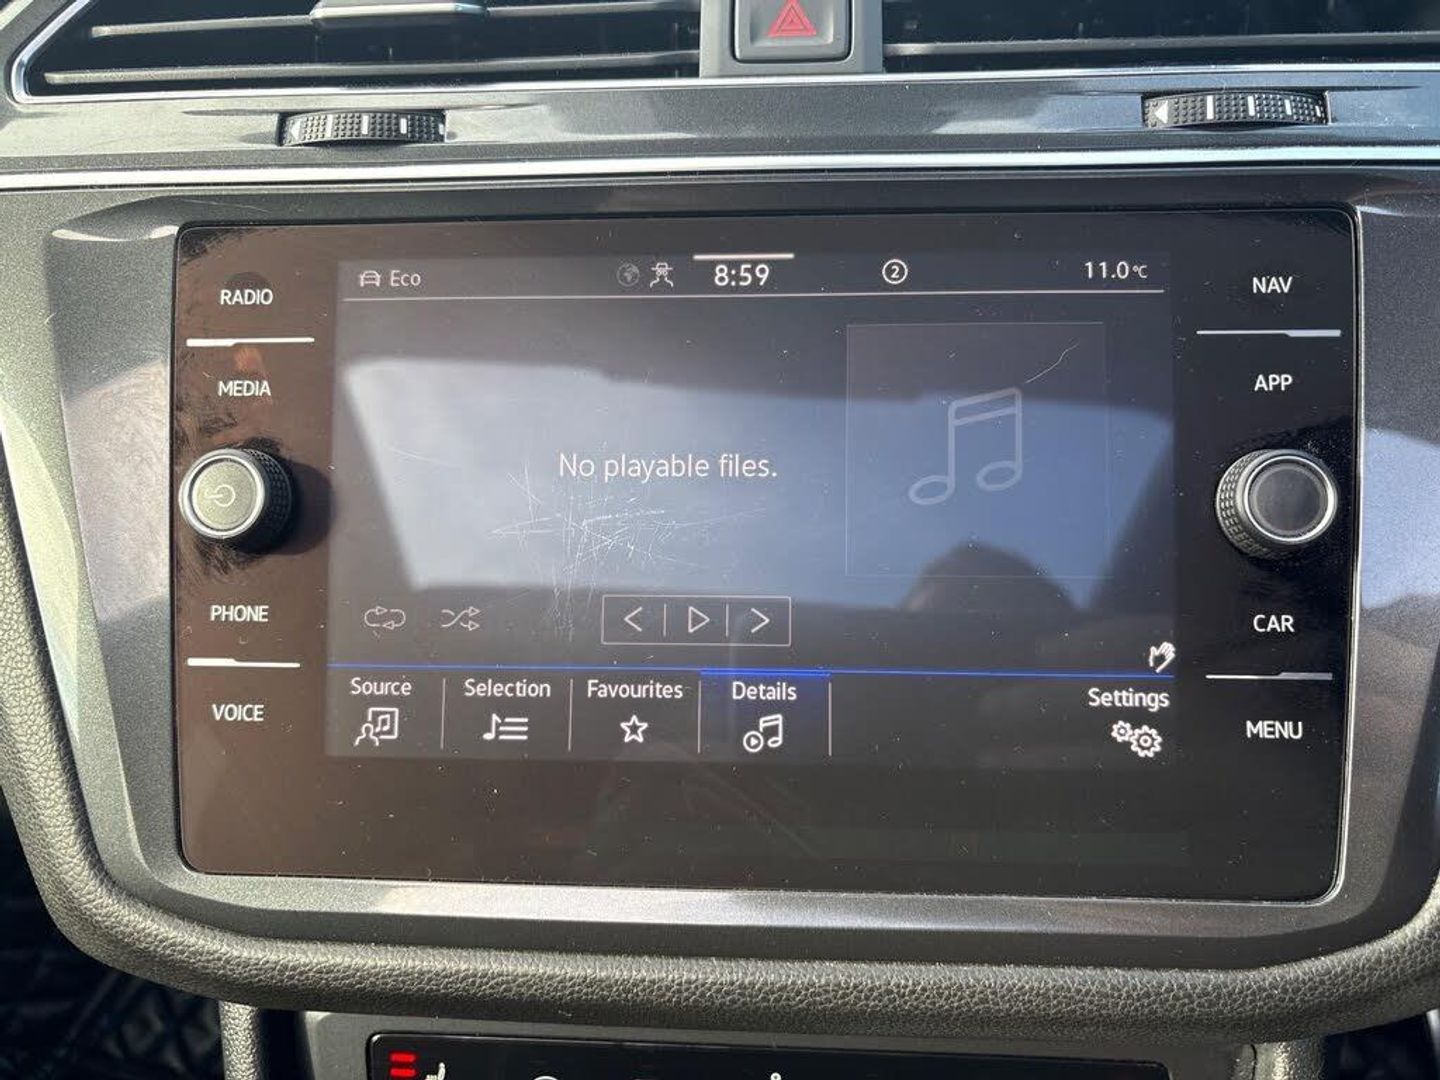 Eco
8:59
2
11.0°C
RADIO
MEDIA
PHONE
VOICE
NAV
APP
CAR
MENU
No playable files.
Source
Selection
Favourites
Details
Settings